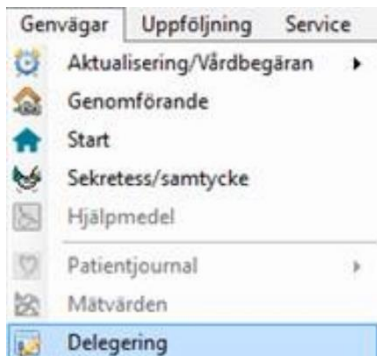 Genvägar Uppföljning Service
Aktualisering/Vårdbegäran
Genomförande
Start
Sekretess/samtycke
Hjälpmedel
Patientjournal
Mätvärden
Delegering